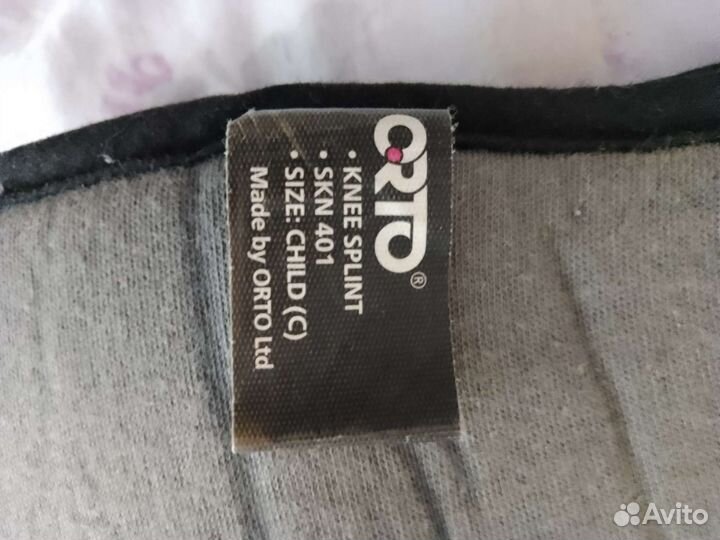 ORTO®
• KNEE SPLINT
• SKN 401
• SIZE: CHILD (C)
Made by ORTO Ltd
Avito